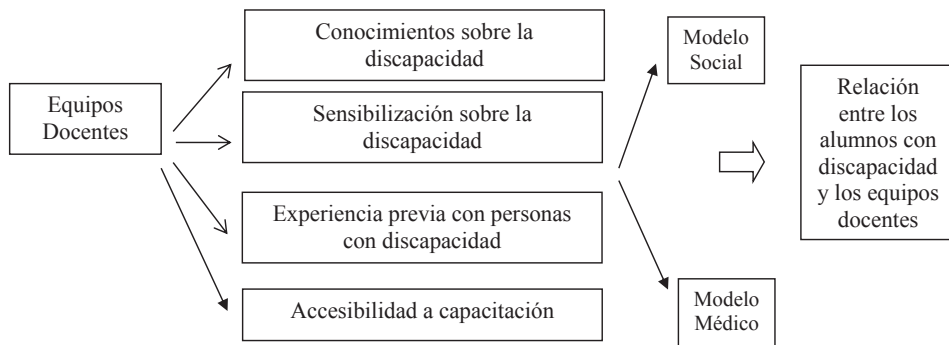 Equipos
Docentes
Conocimientos sobre la
discapacidad
Sensibilización sobre la
discapacidad
Experiencia previa con personas
con discapacidad
Accesibilidad a capacitación
Modelo
Social
Modelo
Médico
Relación
entre los
alumnos con
discapacidad
y los equipos
docentes